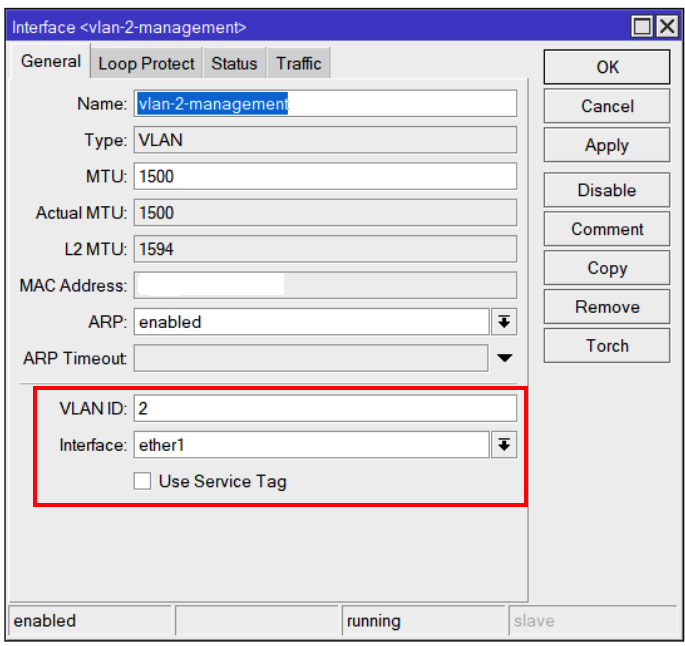 Interface <vlan-2-management>
General Loop Protect Status Traffic
OK
Name: vlan-2-management
Cancel
Type: VLAN
Apply
MTU: 1500
Disable
Actual MTU: 1500
Comment
L2 MTU: 1594
Copy
MAC Address:
Remove
ARP: enabled
Torch
ARP Timeout:
VLAN ID: 2
Interface: ether1
Use Service Tag
enabled running slave